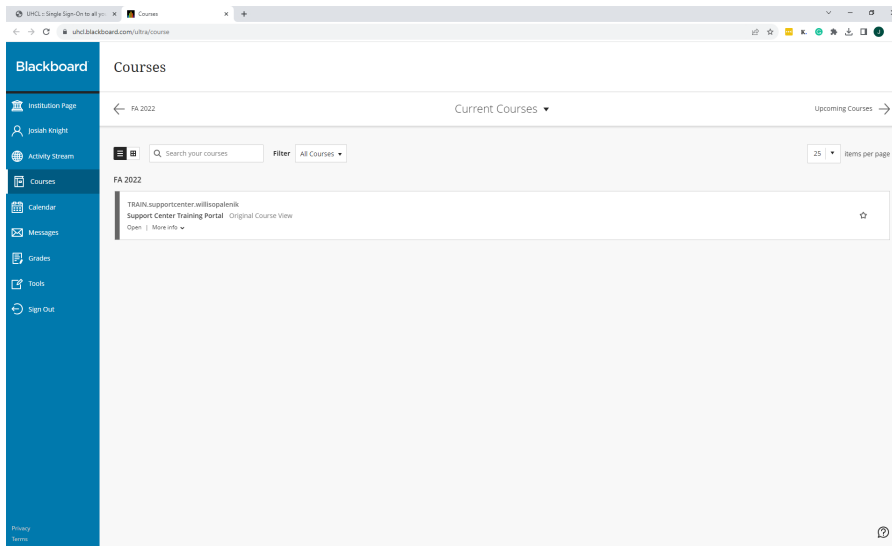 UHCL :: Single Sign-On to all yo
Courses
uhcl.blackboard.com/ultra/course
K.
J
Blackboard
Courses
Institution Page
Josiah Knight
Activity Stream
Courses
Calendar
Messages
Grades
Tools
Sign Out
Privacy
Terms
FA 2022
Current Courses
Upcoming Courses
Search your courses
Filter
All Courses
25
items per page
FA 2022
TRAIN.supportcenter.willisopalenik
Support Center Training Portal Original Course View
Open | More info